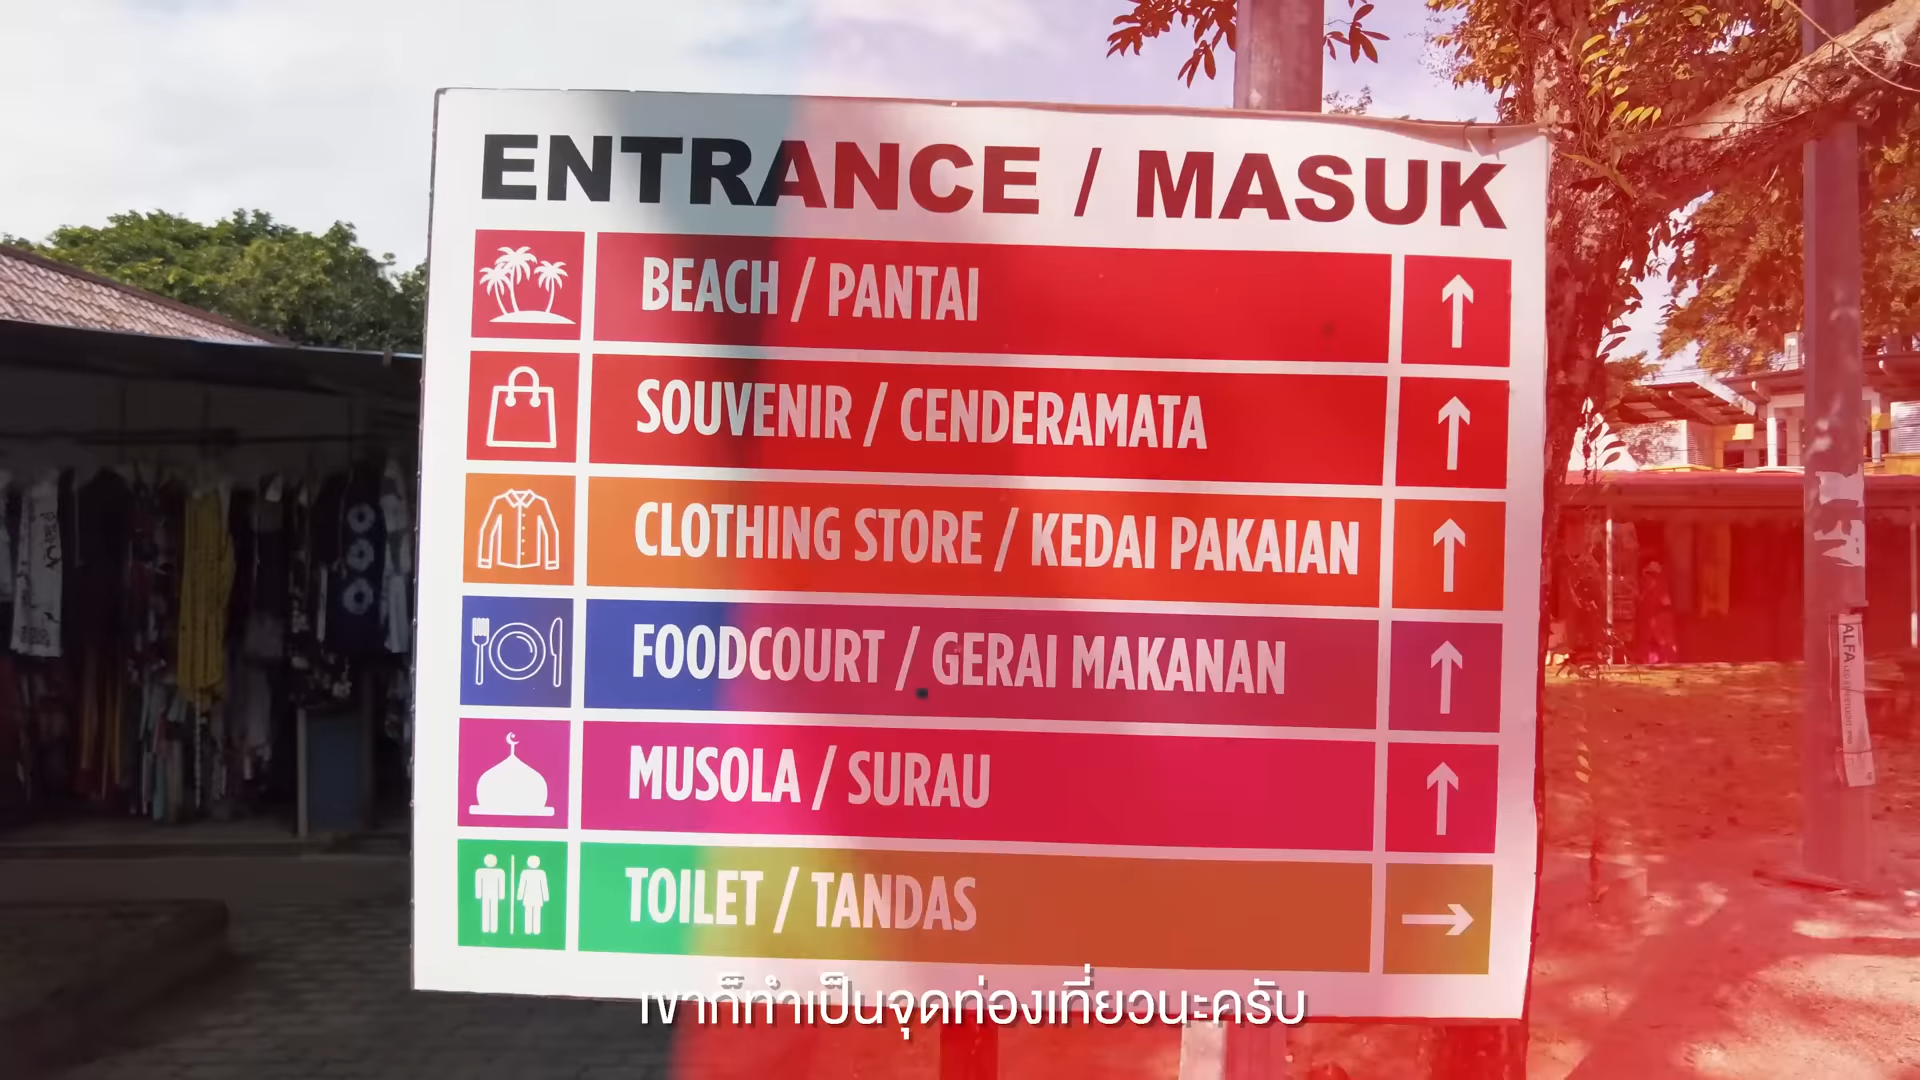 ENTRANCE / MASUK
BEACH / PANTAI
SOUVENIR / CENDERAMATA
CLOTHING STORE / KEDAI PAKAIAN
FOODCOURT / GERAI MAKANAN
MUSOLA / SURAU
TOILET / TANDAS
ALFA
เขาก็ทำเป็นจุดท่องเที่ยวนะครับ